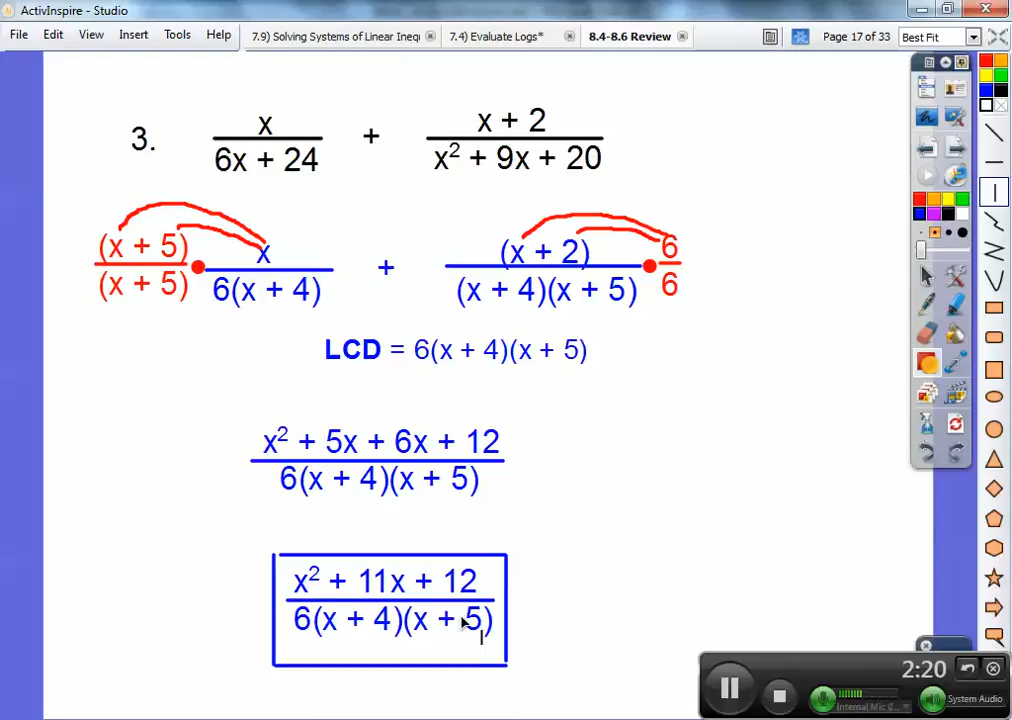 ActivInspire - Studio
File Edit View Insert Tools Help 7.9) Solving Systems of Linear Inequ 7.4) Evaluate Logs* 8.4-8.6 Review Page 17 of 33 Best Fit
3. x/(6x + 24) + (x + 2)/(x² + 9x + 20)
(x + 5)/(x + 5) • x/6(x + 4) + (x + 2)/(x + 4)(x + 5) • 6/6
LCD = 6(x + 4)(x + 5)
x² + 5x + 6x + 12
6(x + 4)(x + 5)
x² + 11x + 12
6(x + 4)(x + 5)
2:20
Internal Mic (I... System Audio